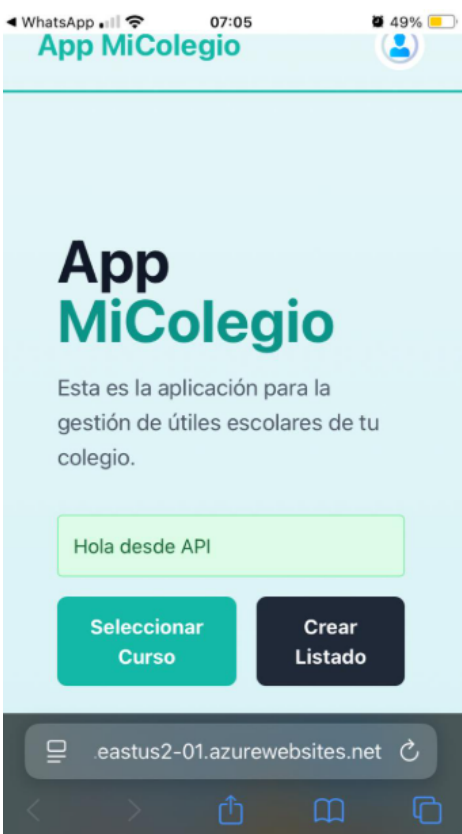 ◀ WhatsApp 07:05 49%
App MiColegio
App
MiColegio
Esta es la aplicación para la
gestión de útiles escolares de tu
colegio.
Hola desde API
Seleccionar
Curso
Crear
Listado
.eastus2-01.azurewebsites.net